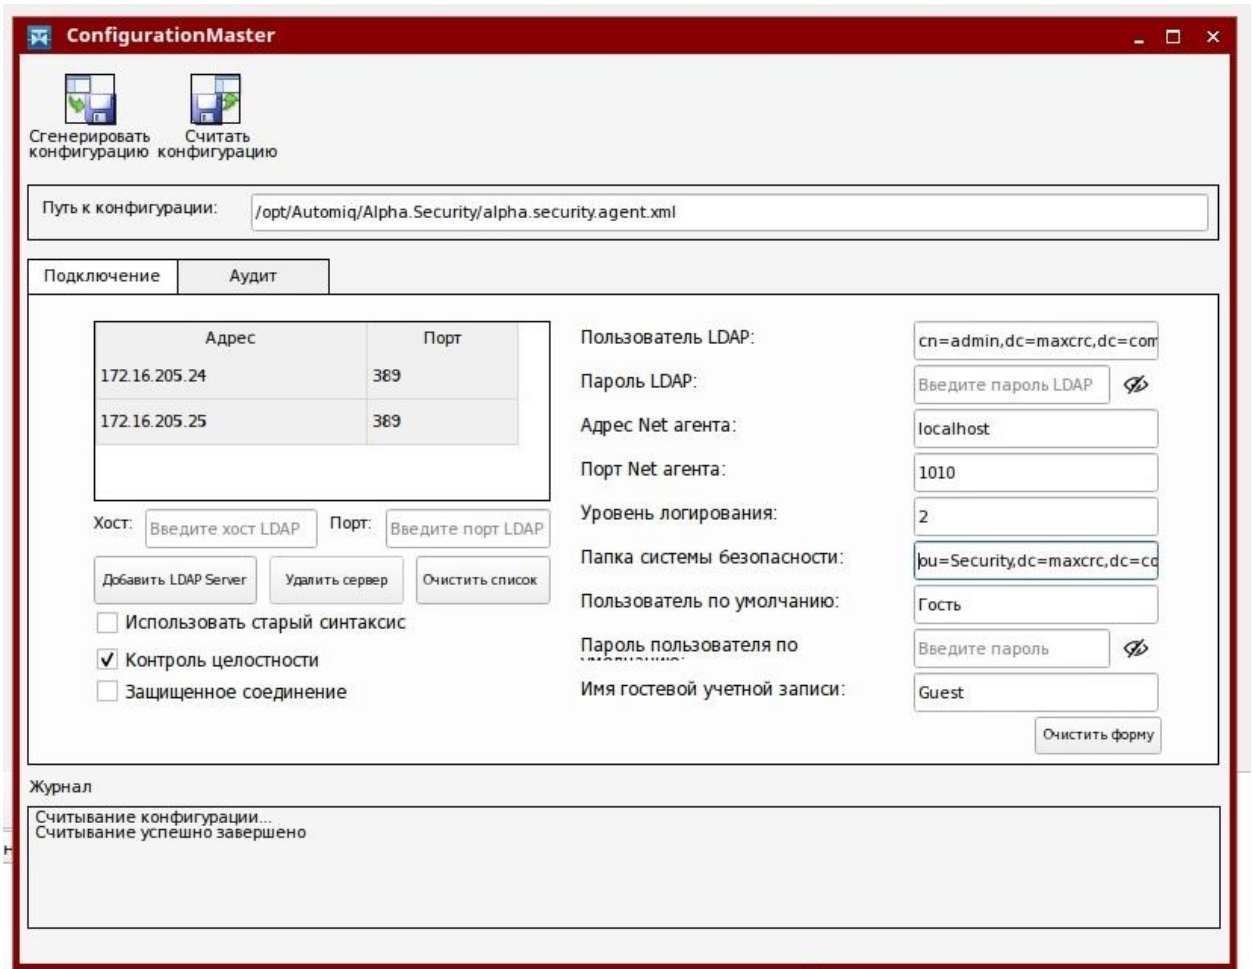 ConfigurationMaster
Сгенерировать
конфигурацию
Считать
конфигурацию
Путь к конфигурации:
/opt/Automiq/Alpha.Security/alpha.security.agent.xml
Подключение
Аудит
Адрес Порт
172.16.205.24 389
172.16.205.25 389
Хост: Введите хост LDAP Порт: Введите порт LDAP
Добавить LDAP Server Удалить сервер Очистить список
Использовать старый синтаксис
Контроль целостности
Защищенное соединение
Пользователь LDAP: cn=admin,dc=maxcrc,dc=com
Пароль LDAP: Введите пароль LDAP
Адрес Net агента: localhost
Порт Net агента: 1010
Уровень логирования: 2
Папка системы безопасности: ou=Security,dc=maxcrc,dc=co
Пользователь по умолчанию: Гость
Пароль пользователя по Введите пароль
Имя гостевой учетной записи: Guest
Очистить форму
Журнал
Считывание конфигурации...
Считывание успешно завершено